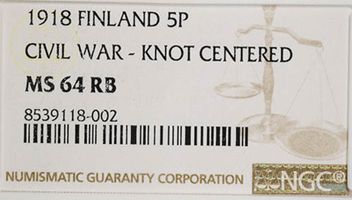 1918 FINLAND 5P
CIVIL WAR - KNOT CENTERED
MS 64 RB
8539118-002
NUMISMATIC GUARANTY CORPORATION NGC®